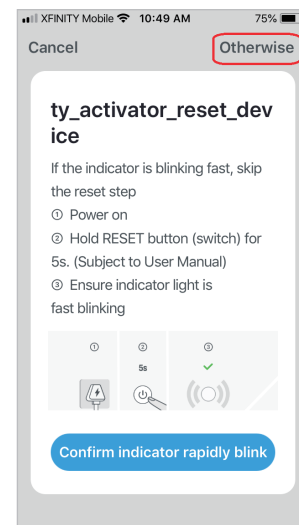 XFINITY Mobile 10:49 AM 75%
Cancel Otherwise
ty_activator_reset_dev
ice
If the indicator is blinking fast, skip
the reset step
① Power on
② Hold RESET button (switch) for
5s. (Subject to User Manual)
③ Ensure indicator light is
fast blinking
① ② ③
5s
Confirm indicator rapidly blink